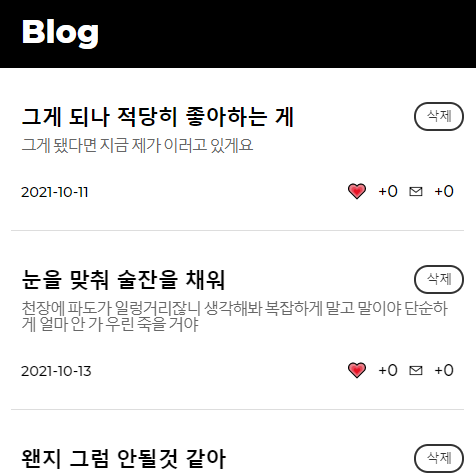 Blog
그게 되나 적당히 좋아하는 게
삭제
그게 됐다면 지금 제가 이러고 있게요
2021-10-11
+0 +0
눈을 맞춰 술잔을 채워
삭제
천장에 파도가 일렁거리잖니 생각해봐 복잡하게 말고 말이야 단순하
게 얼마 안 가 우린 죽을 거야
2021-10-13
+0 +0
왠지 그럼 안될것 같아
삭제